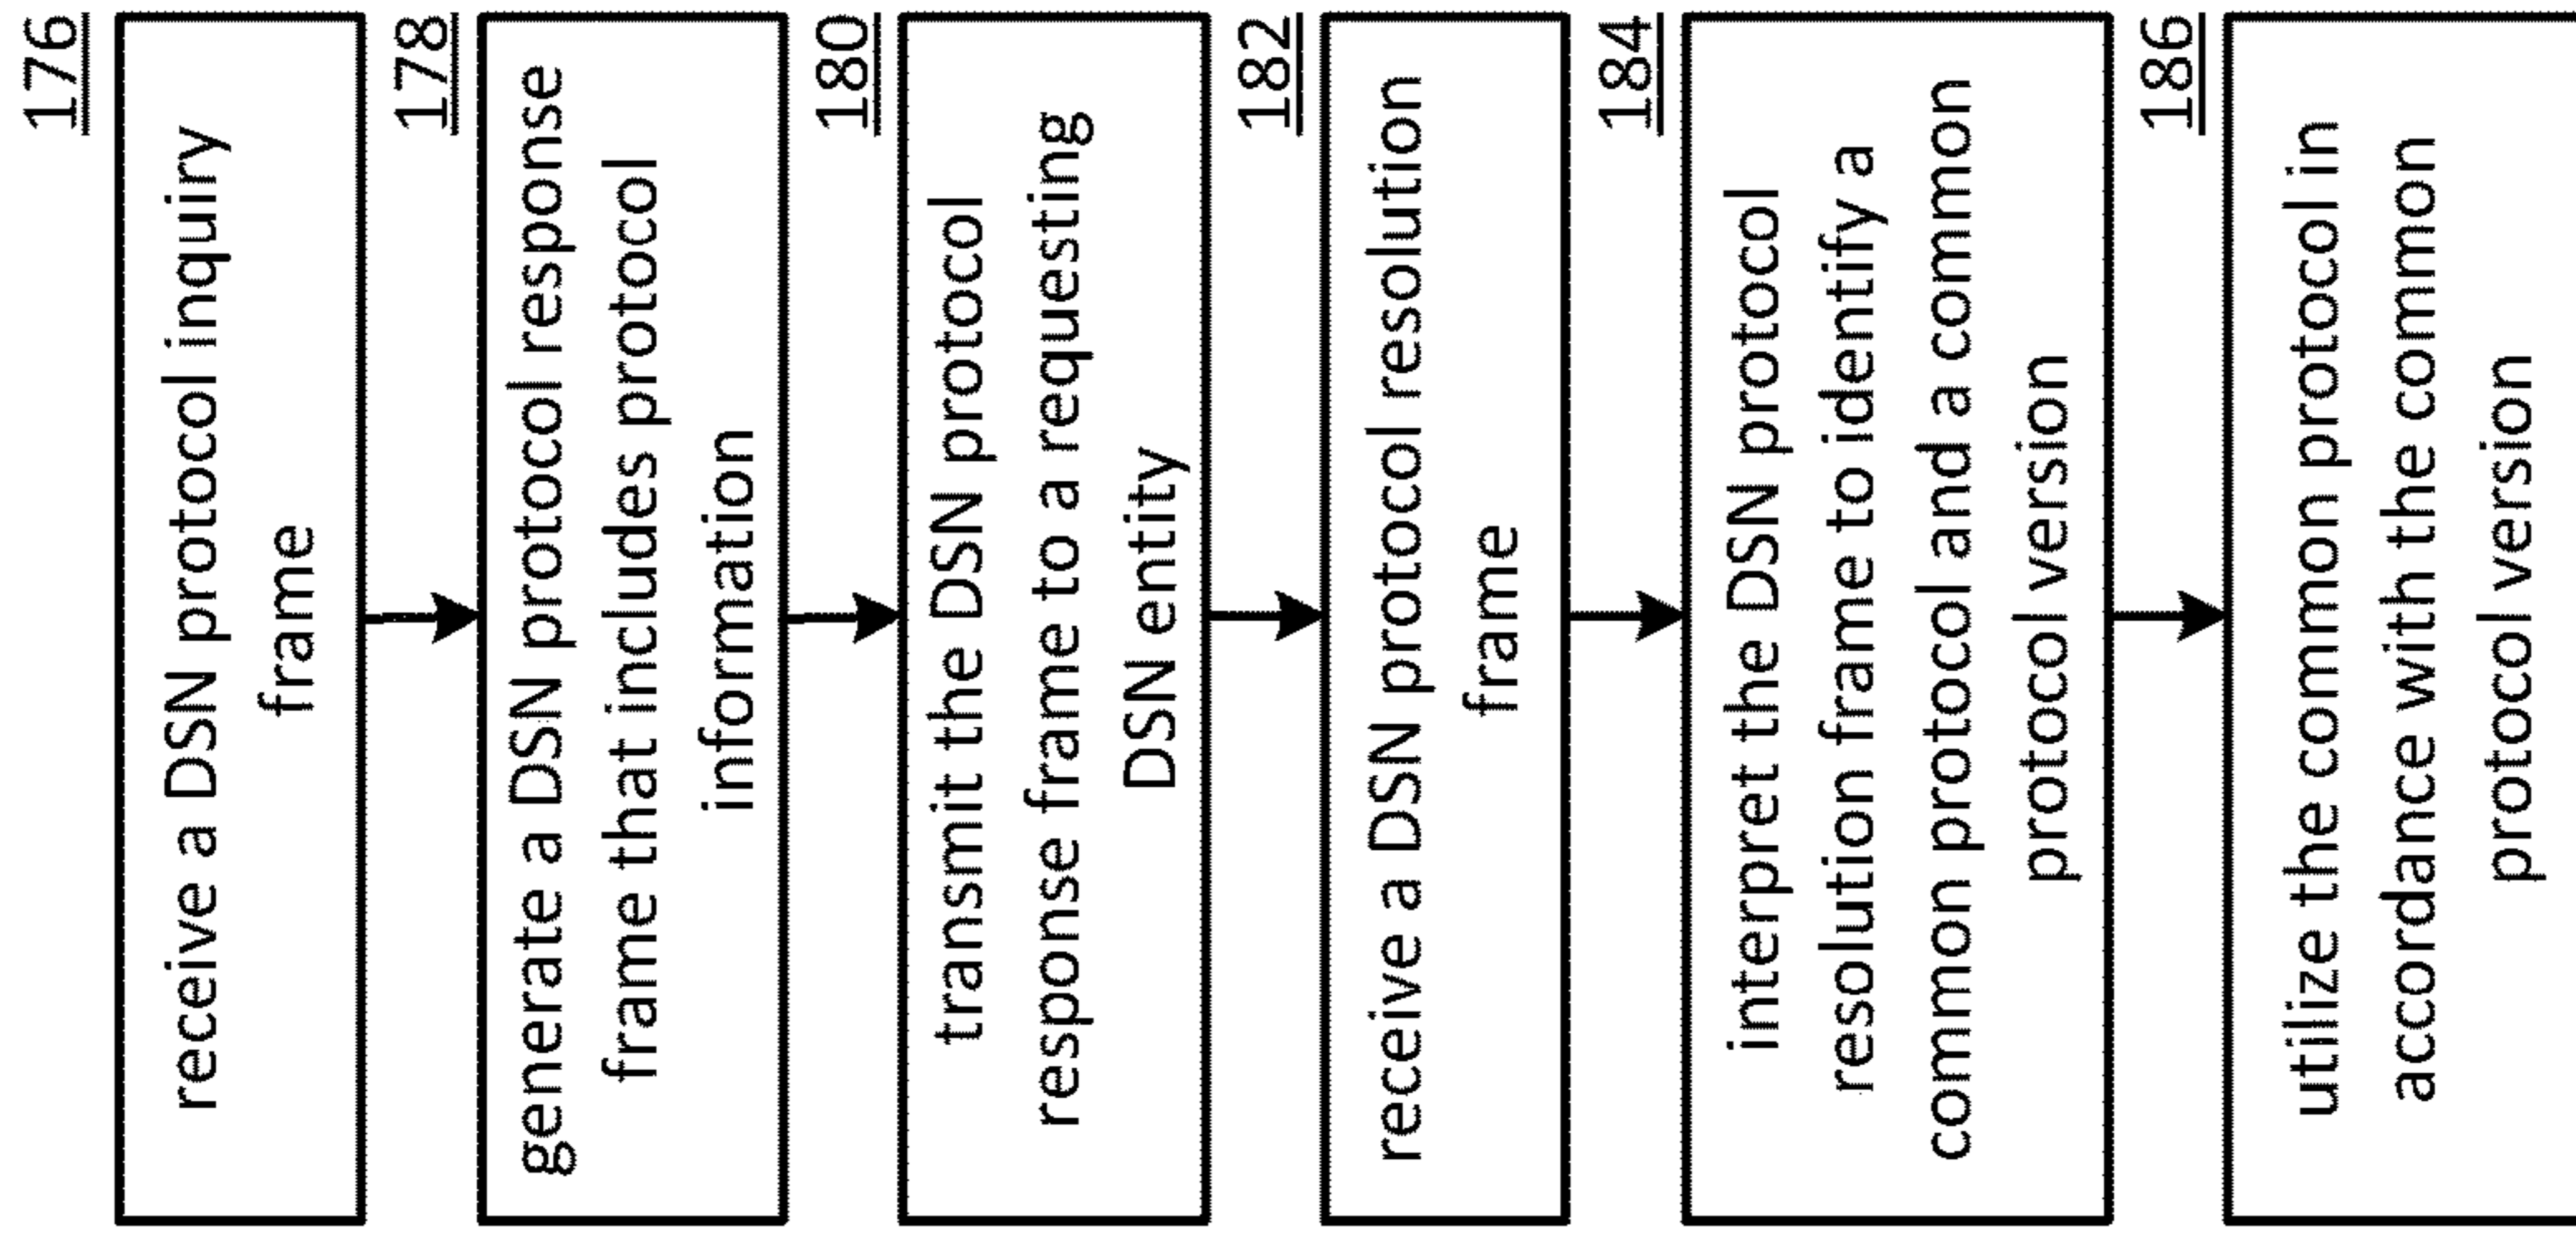 176
receive a DSN protocol inquiry
frame
178
generate a DSN protocol response
frame that includes protocol
information
180
transmit the DSN protocol
response frame to a requesting
DSN entity
182
receive a DSN protocol resolution
frame
184
interpret the DSN protocol
resolution frame to identify a
common protocol and a common
protocol version
186
utilize the common protocol in
accordance with the common
protocol version